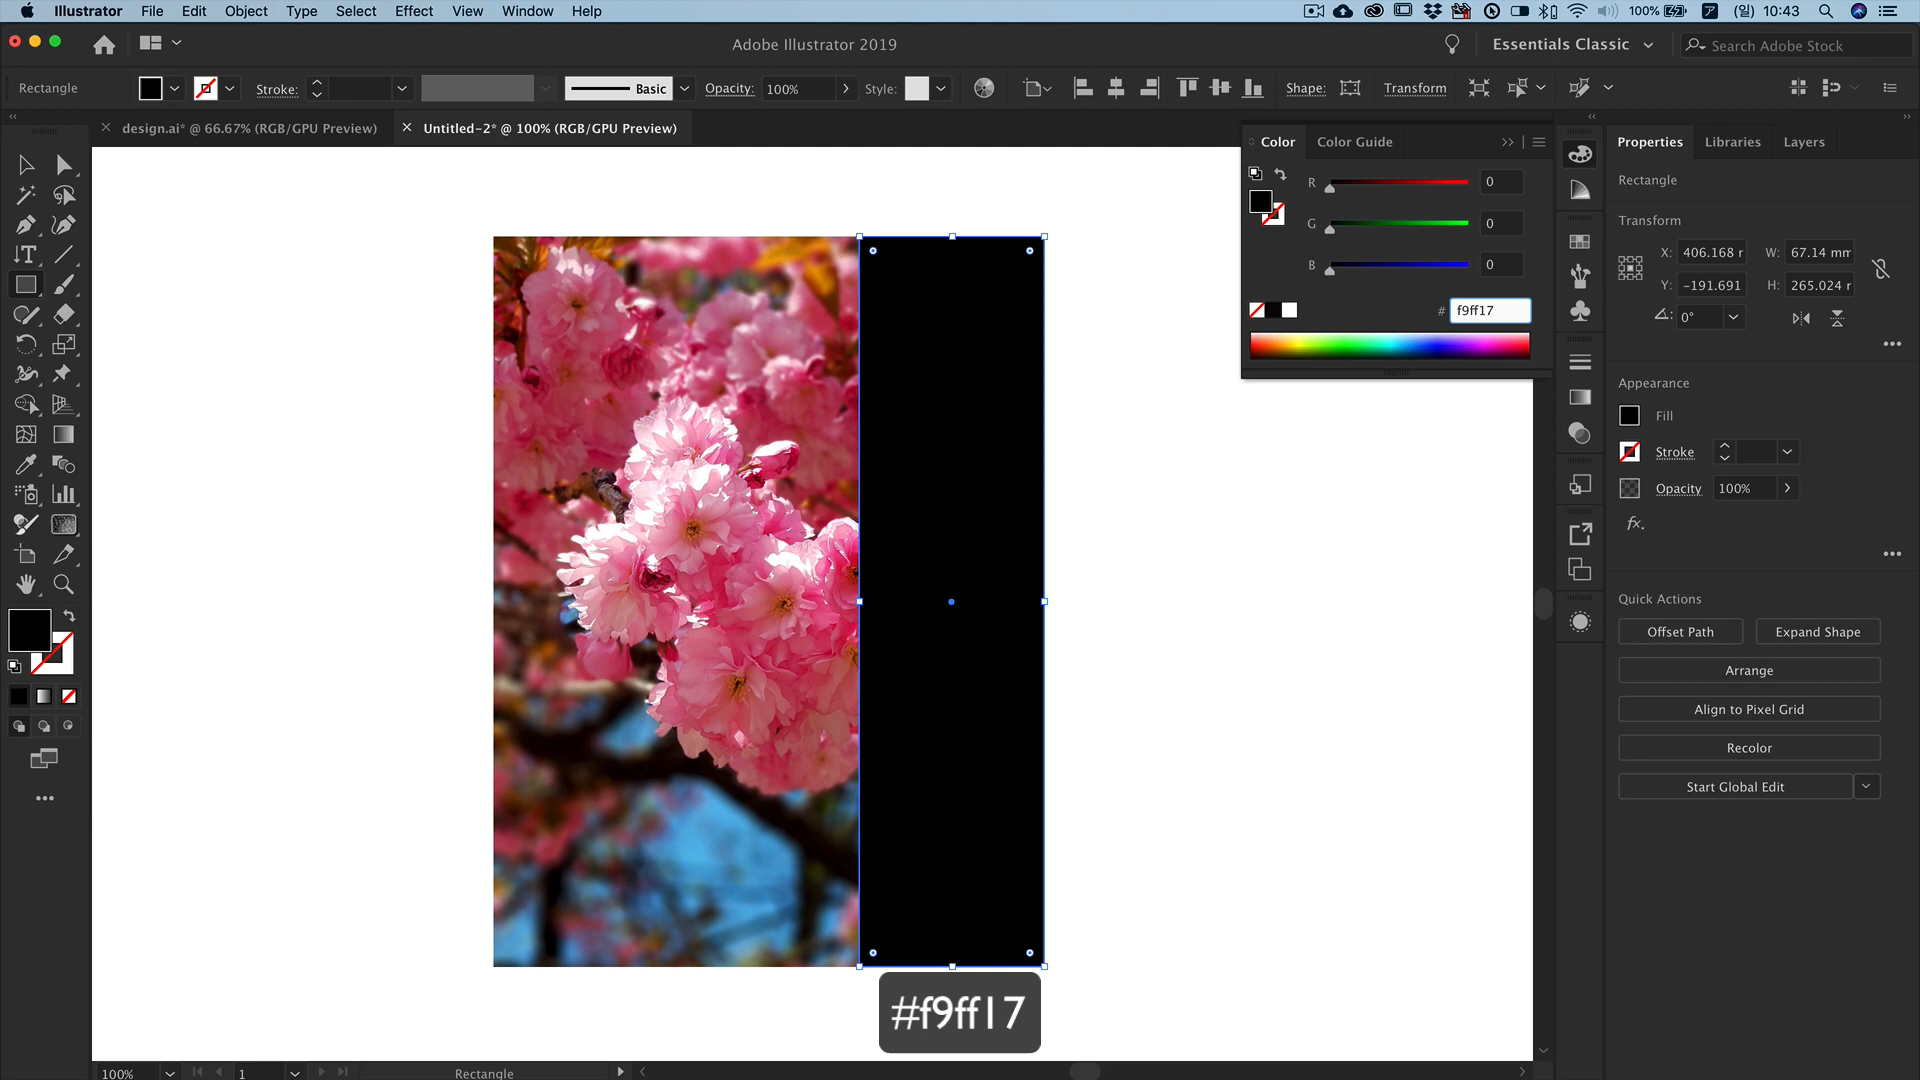 Illustrator File Edit Object Type Select Effect View Window Help 100% (일) 10:43
Adobe Illustrator 2019 Essentials Classic Search Adobe Stock
Rectangle Stroke: Basic Opacity: 100% Style: Shape: Transform
design.ai* @ 66.67% (RGB/GPU Preview) Untitled-2* @ 100% (RGB/GPU Preview)
Color Color Guide
R 0
G 0
B 0
# f9ff17
Properties Libraries Layers
Rectangle
Transform
X: 406.168 W: 67.14 mm
Y: -191.691 H: 265.024
0°
Appearance
Fill
Stroke
Opacity 100%
fx.
Quick Actions
Offset Path Expand Shape
Arrange
Align to Pixel Grid
Recolor
Start Global Edit
#f9ff17
100% 1 Rectangle